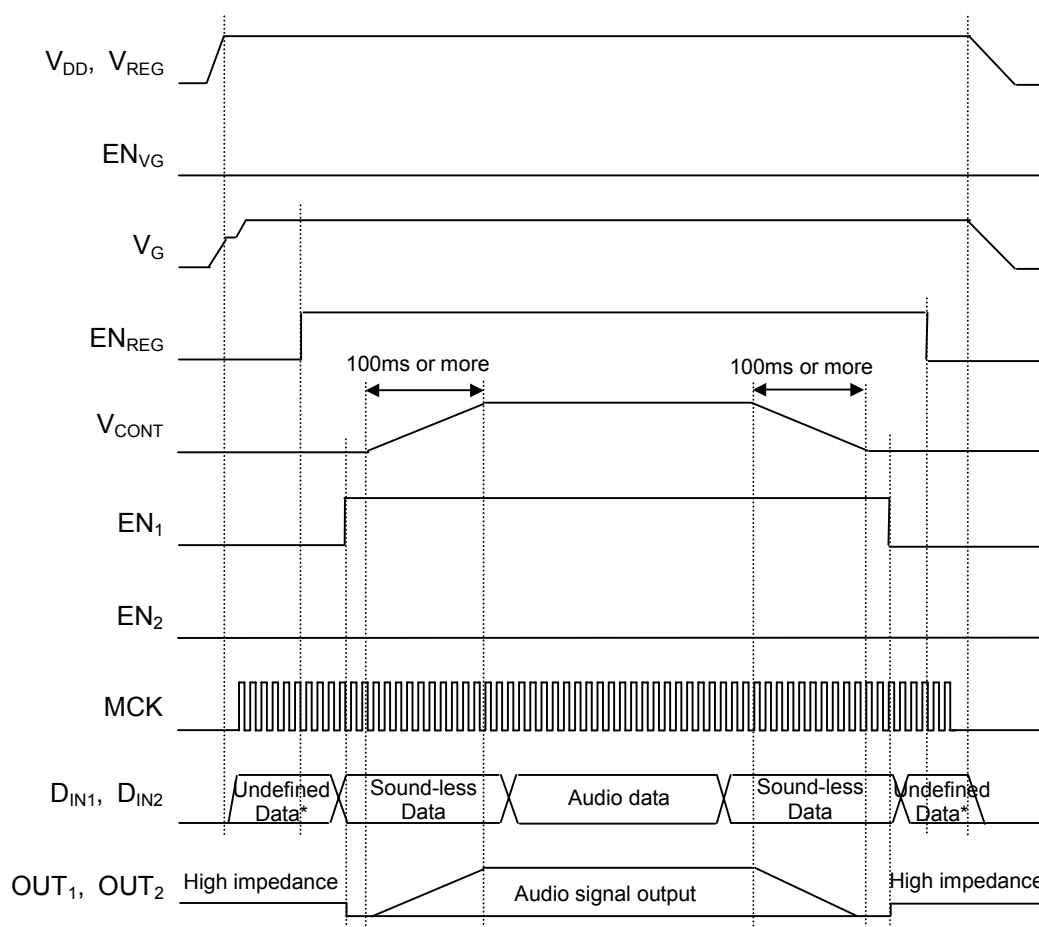 VDD, VREG
ENVG
VG
ENREG
100ms or more
100ms or more
VCONT
EN1
EN2
MCK
DIN1, DIN2
Undefined
Data*
Sound-less
Data
Audio data
Sound-less
Data
Undefined
Data*
OUT1, OUT2
High impedance
Audio signal output
High impedance